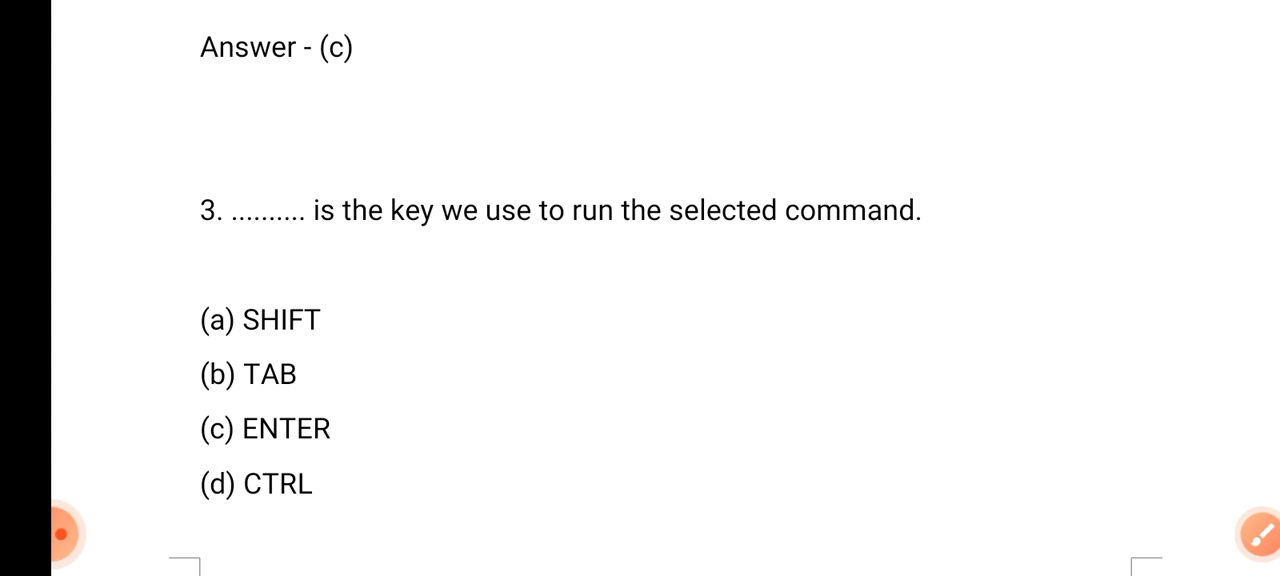 Answer - (c)
3. .......... is the key we use to run the selected command.
(a) SHIFT
(b) TAB
(c) ENTER
(d) CTRL